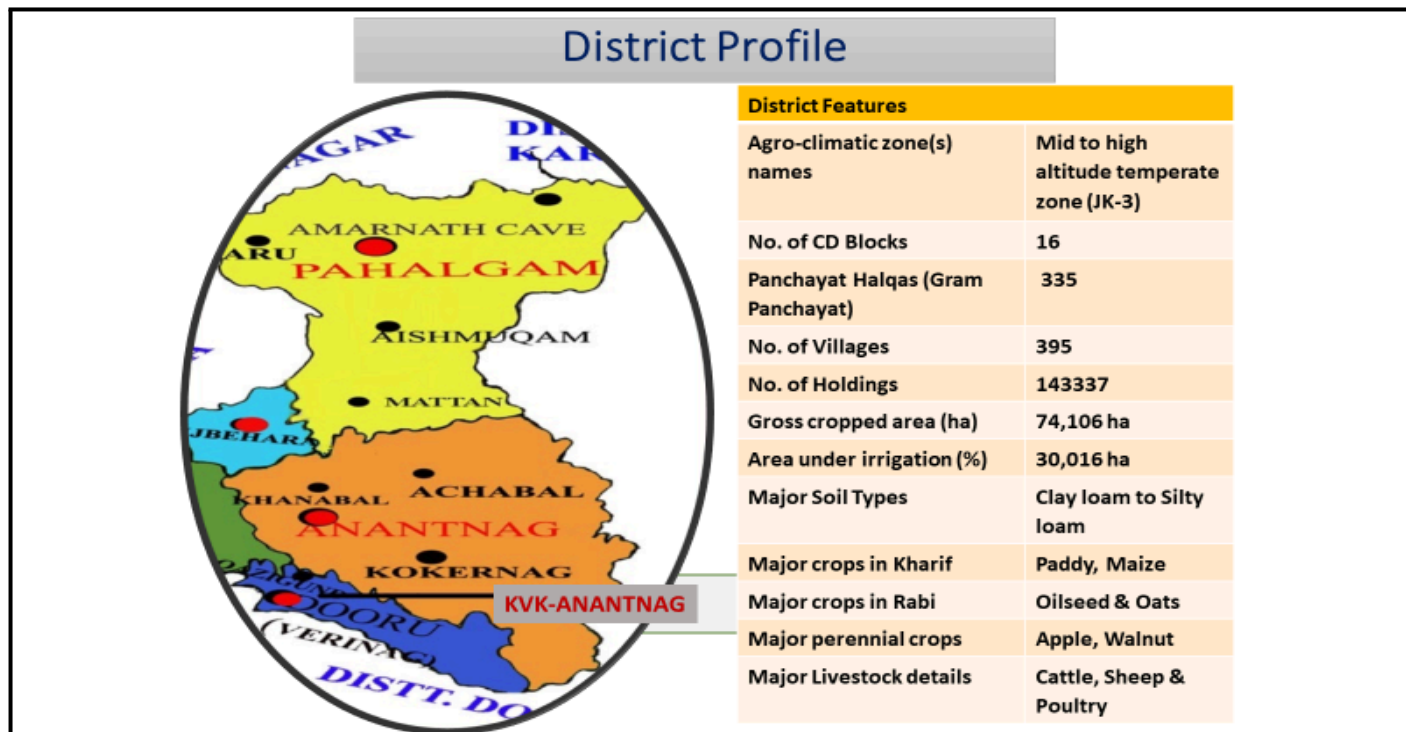 District Profile
AGAR
DI
KAR
AMARNATH CAVE
ARU
PAHALGAM
AISHMUQAM
MATTAN
JBEHARA
KHANABAL
ACHABAL
ANANTNAG
KOKERNAG
QAZIGUND
DOORU
(VERINAG)
KVK-ANANTNAG
DISTT. DO
District Features
Agro-climatic zone(s)
names
Mid to high
altitude temperate
zone (JK-3)
No. of CD Blocks
16
Panchayat Halqas (Gram
Panchayat)
335
No. of Villages
395
No. of Holdings
143337
Gross cropped area (ha)
74,106 ha
Area under irrigation (%)
30,016 ha
Major Soil Types
Clay loam to Silty
loam
Major crops in Kharif
Paddy, Maize
Major crops in Rabi
Oilseed & Oats
Major perennial crops
Apple, Walnut
Major Livestock details
Cattle, Sheep &
Poultry